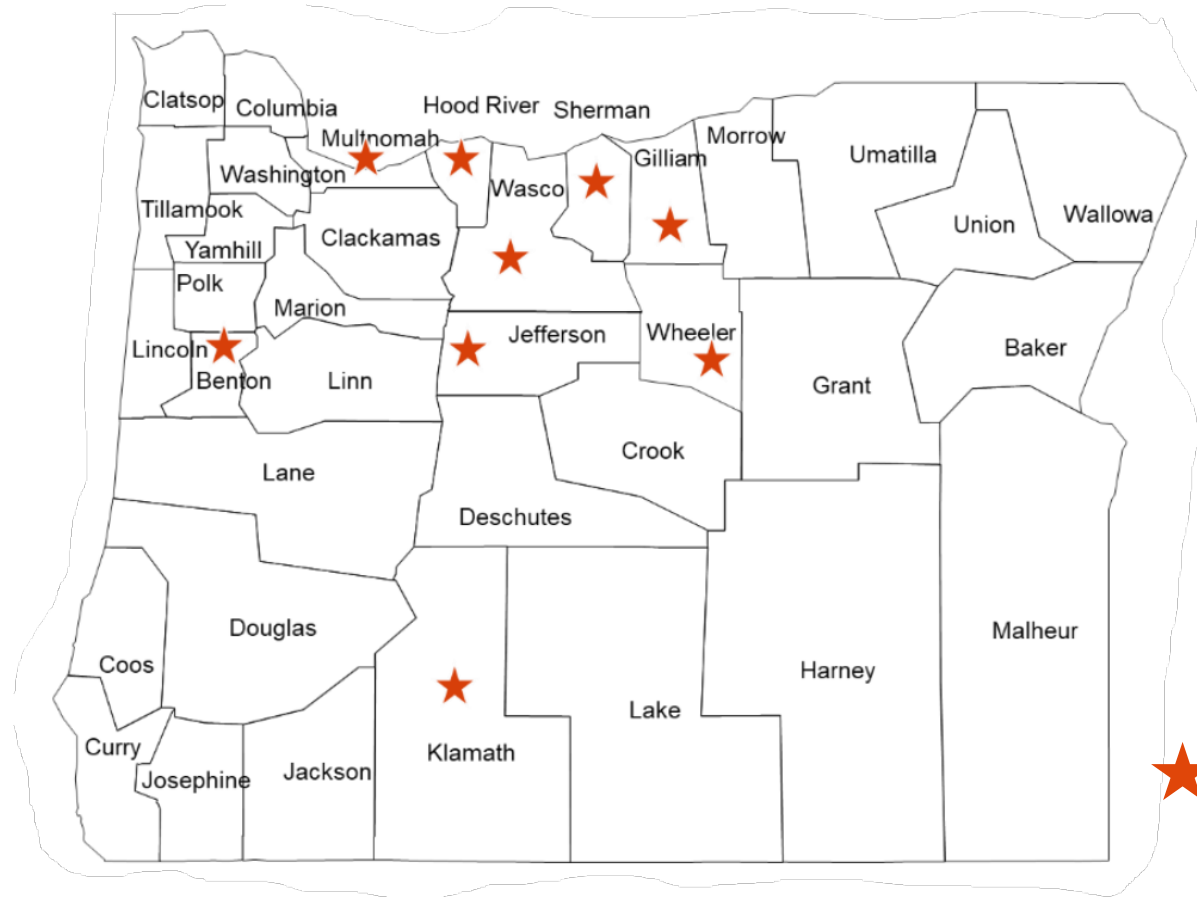 Clatsop
Columbia
Hood River
Sherman
Multnomah
Morrow
Washington
Gilliam
Umatilla
Wasco
Tillamook
Yamhill
Clackamas
Union
Wallowa
Polk
Marion
Lincoln
Benton
Linn
Jefferson
Wheeler
Grant
Baker
Lane
Crook
Deschutes
Douglas
Coos
Malheur
Harney
Lake
Curry
Josephine
Jackson
Klamath